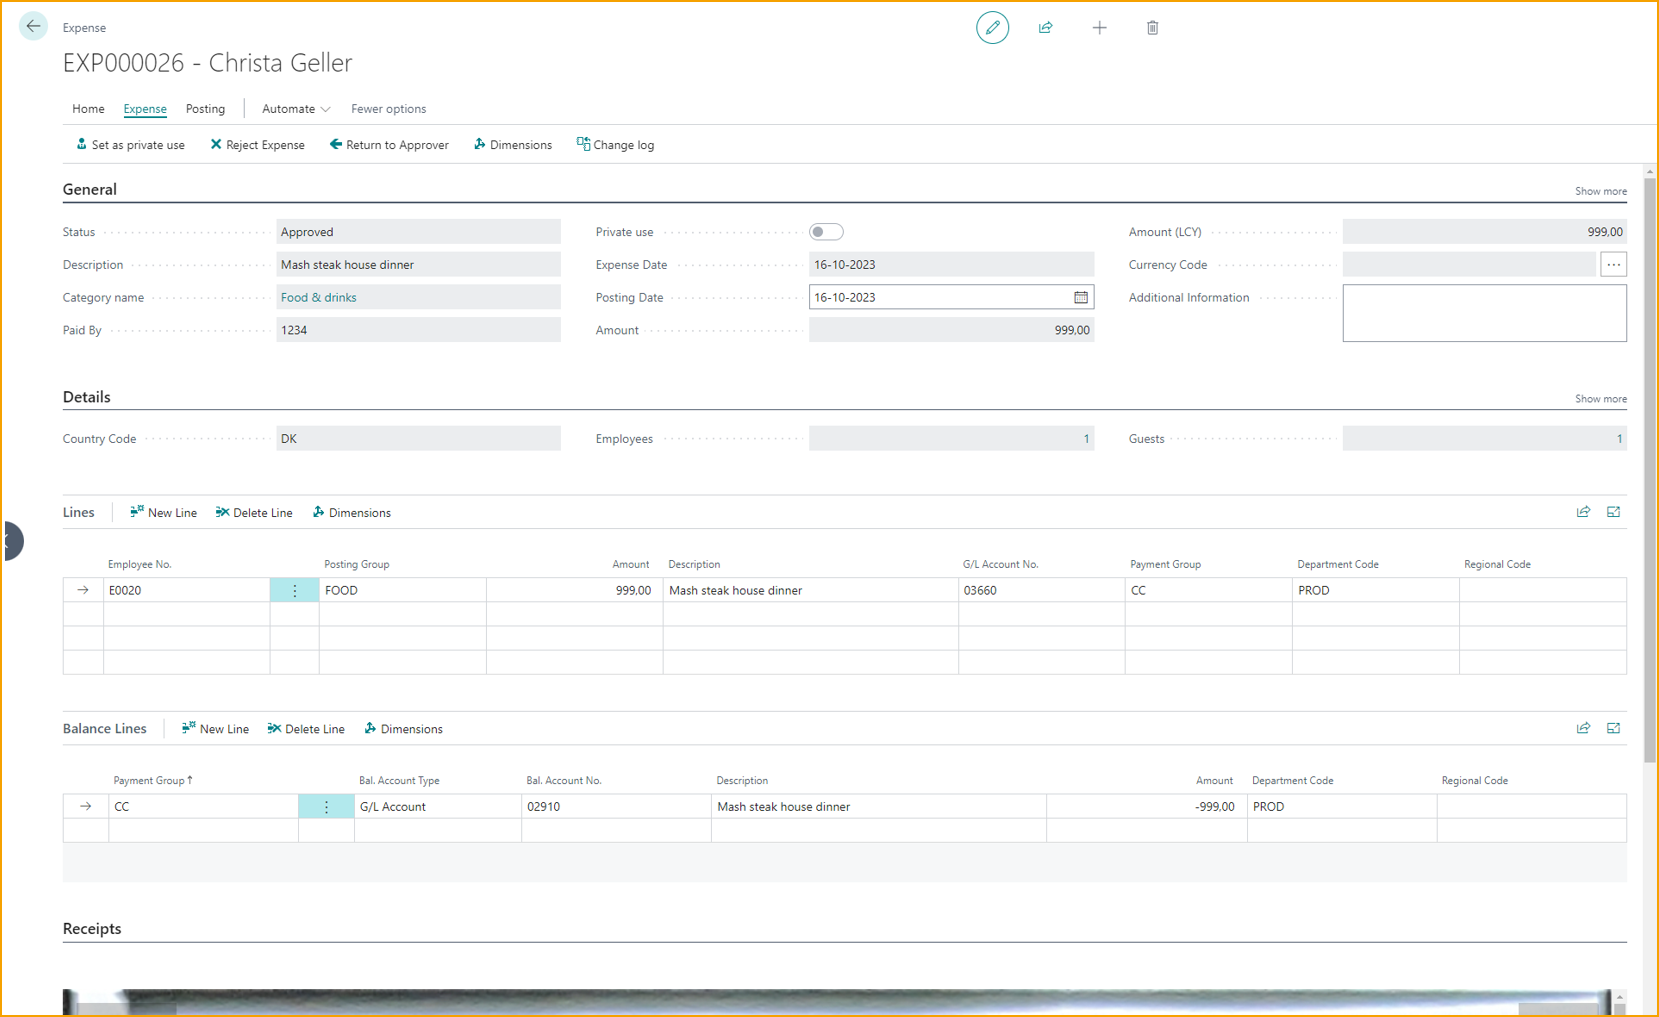 Expense
EXP000026 - Christa Geller
Home Expense Posting Automate Fewer options
Set as private use Reject Expense Return to Approver Dimensions Change log
General Show more
Status Approved Private use Amount (LCY) 999,00
Description Mash steak house dinner Expense Date 16-10-2023 Currency Code ...
Category name Food & drinks Posting Date 16-10-2023 Additional Information
Paid By 1234 Amount 999,00
Details Show more
Country Code DK Employees 1 Guests 1
Lines New Line Delete Line Dimensions
Employee No. Posting Group Amount Description G/L Account No. Payment Group Department Code Regional Code
E0020 FOOD 999.00 Mash steak house dinner 03660 CC PROD
Balance Lines New Line Delete Line Dimensions
Payment Group ↑ Bal. Account Type Bal. Account No. Description Amount Department Code Regional Code
CC G/L Account 02910 Mash steak house dinner -999,00 PROD
Receipts